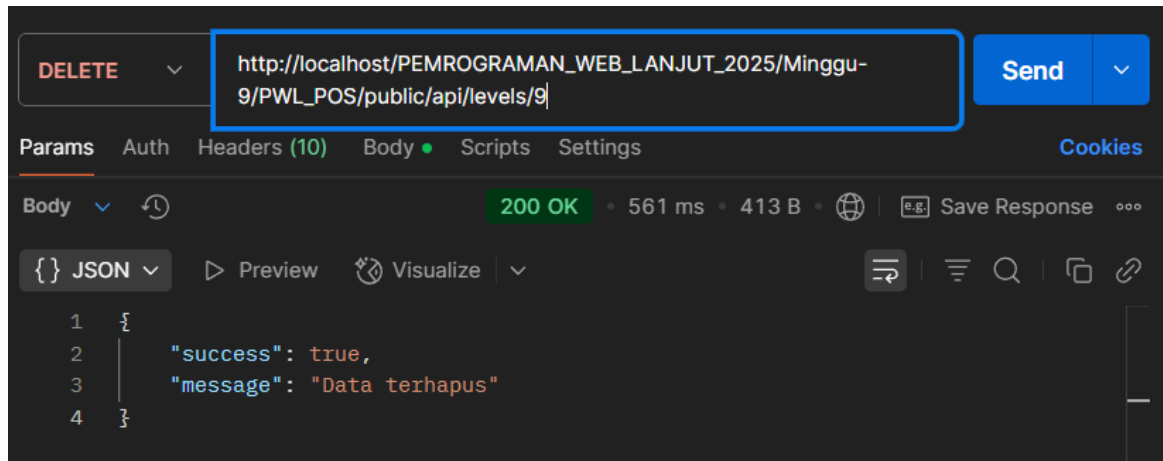 DELETE
http://localhost/PEMROGRAMAN_WEB_LANJUT_2025/Minggu-
9/PWL_POS/public/api/levels/9
Send
Params Auth Headers (10) Body Scripts Settings Cookies
Body 200 OK 561 ms 413 B e.g. Save Response
{} JSON Preview Visualize
1 {
2 "success": true,
3 "message": "Data terhapus"
4 }